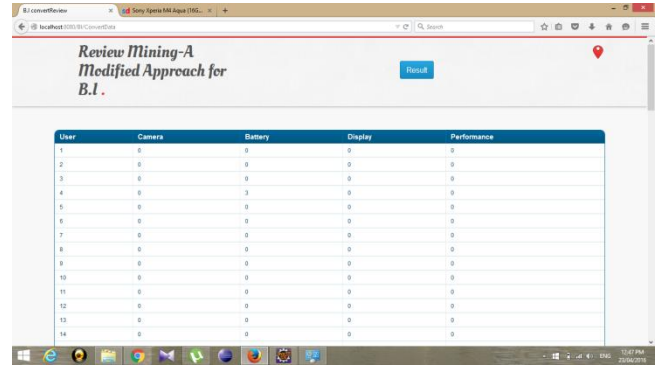 B.I convertReview
Sony Xperia M4 Aqua (16G...
localhost:8080/BI/ConvertData
Search
Review Mining-A
Modified Approach for
B.I .
Result
User Camera Battery Display Performance
1 0 0 0 0
2 0 0 0 0
3 0 0 0 0
4 0 3 0 0
5 0 0 0 0
6 0 0 0 0
7 0 0 0 0
8 0 0 0 0
9 0 0 0 0
10 0 0 0 0
11 0 0 0 0
12 0 0 0 0
13 0 0 0 0
14 0 0 0 0
ENG
12:47 PM
23/04/2016